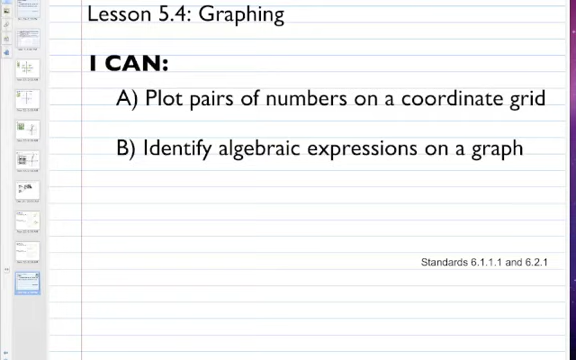 Lesson 5.4: Graphing
I CAN:
A) Plot pairs of numbers on a coordinate grid
B) Identify algebraic expressions on a graph
Standards 6.1.1.1 and 6.2.1